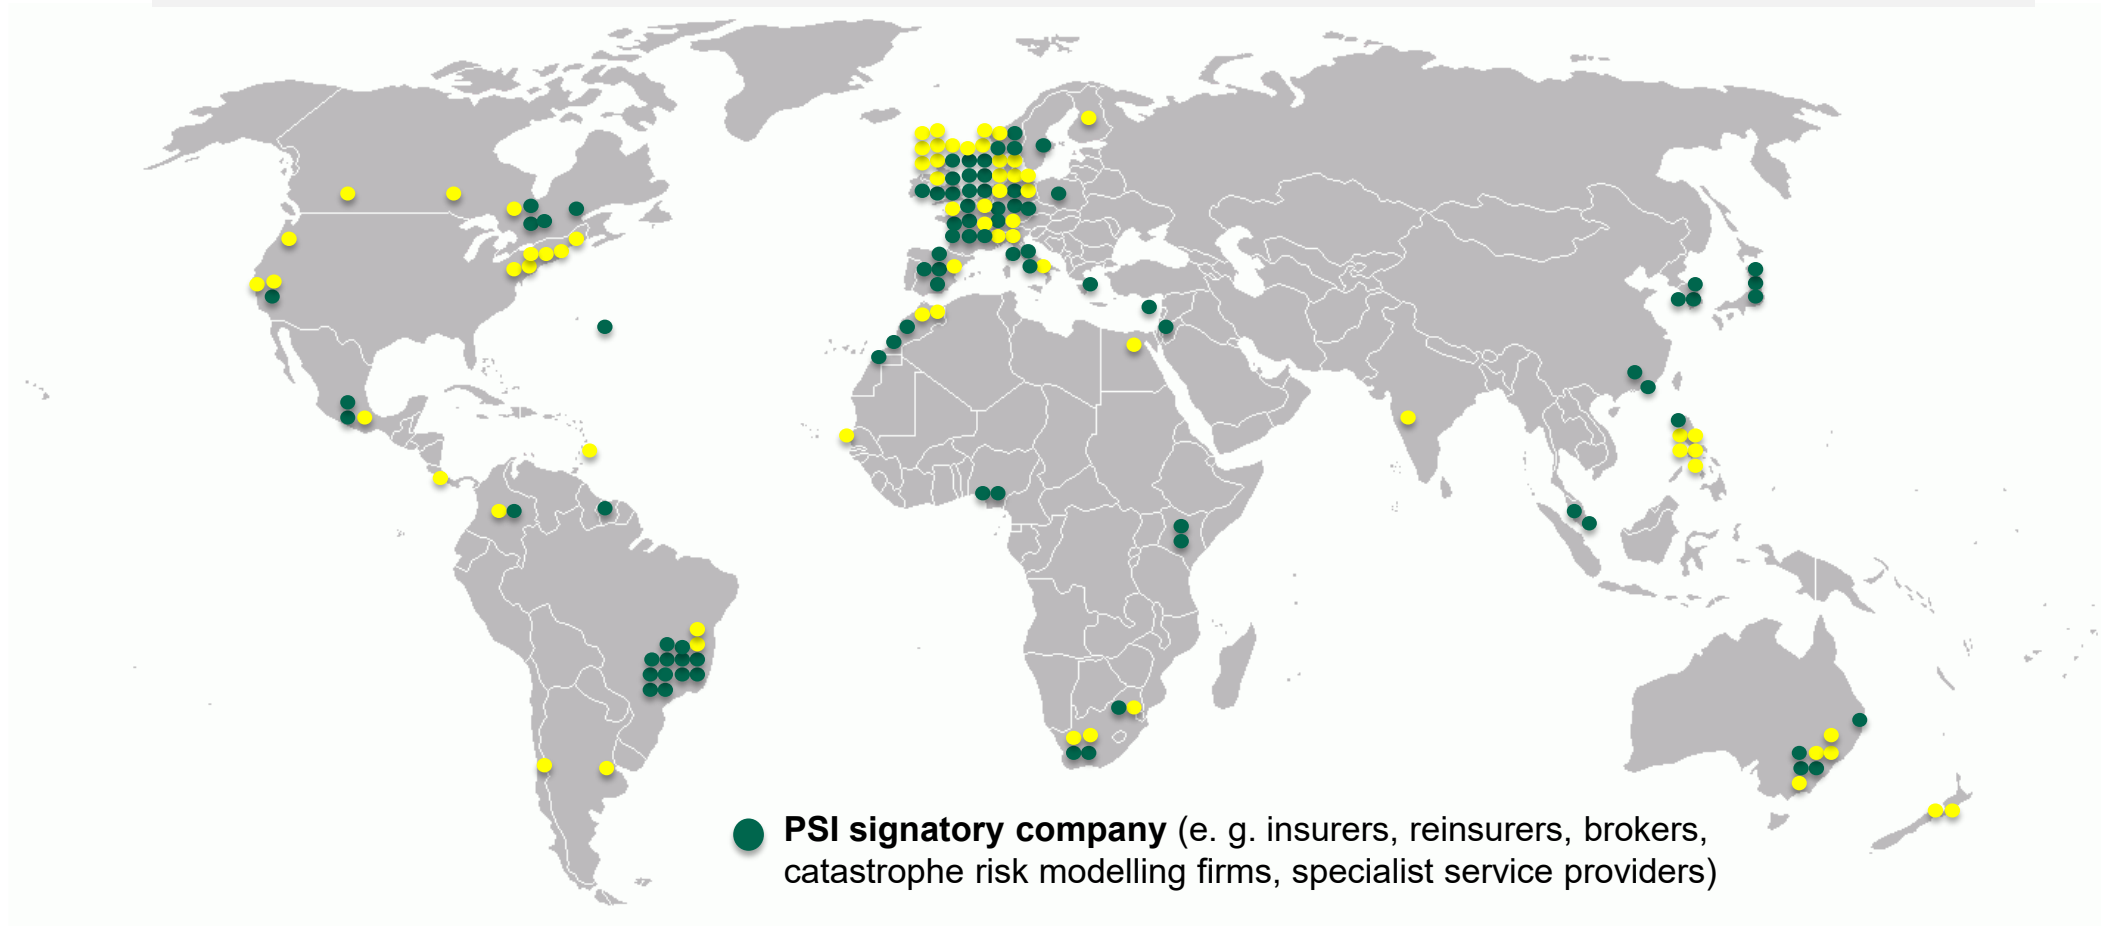 PSI signatory company (e. g. insurers, reinsurers, brokers,
catastrophe risk modelling firms, specialist service providers)